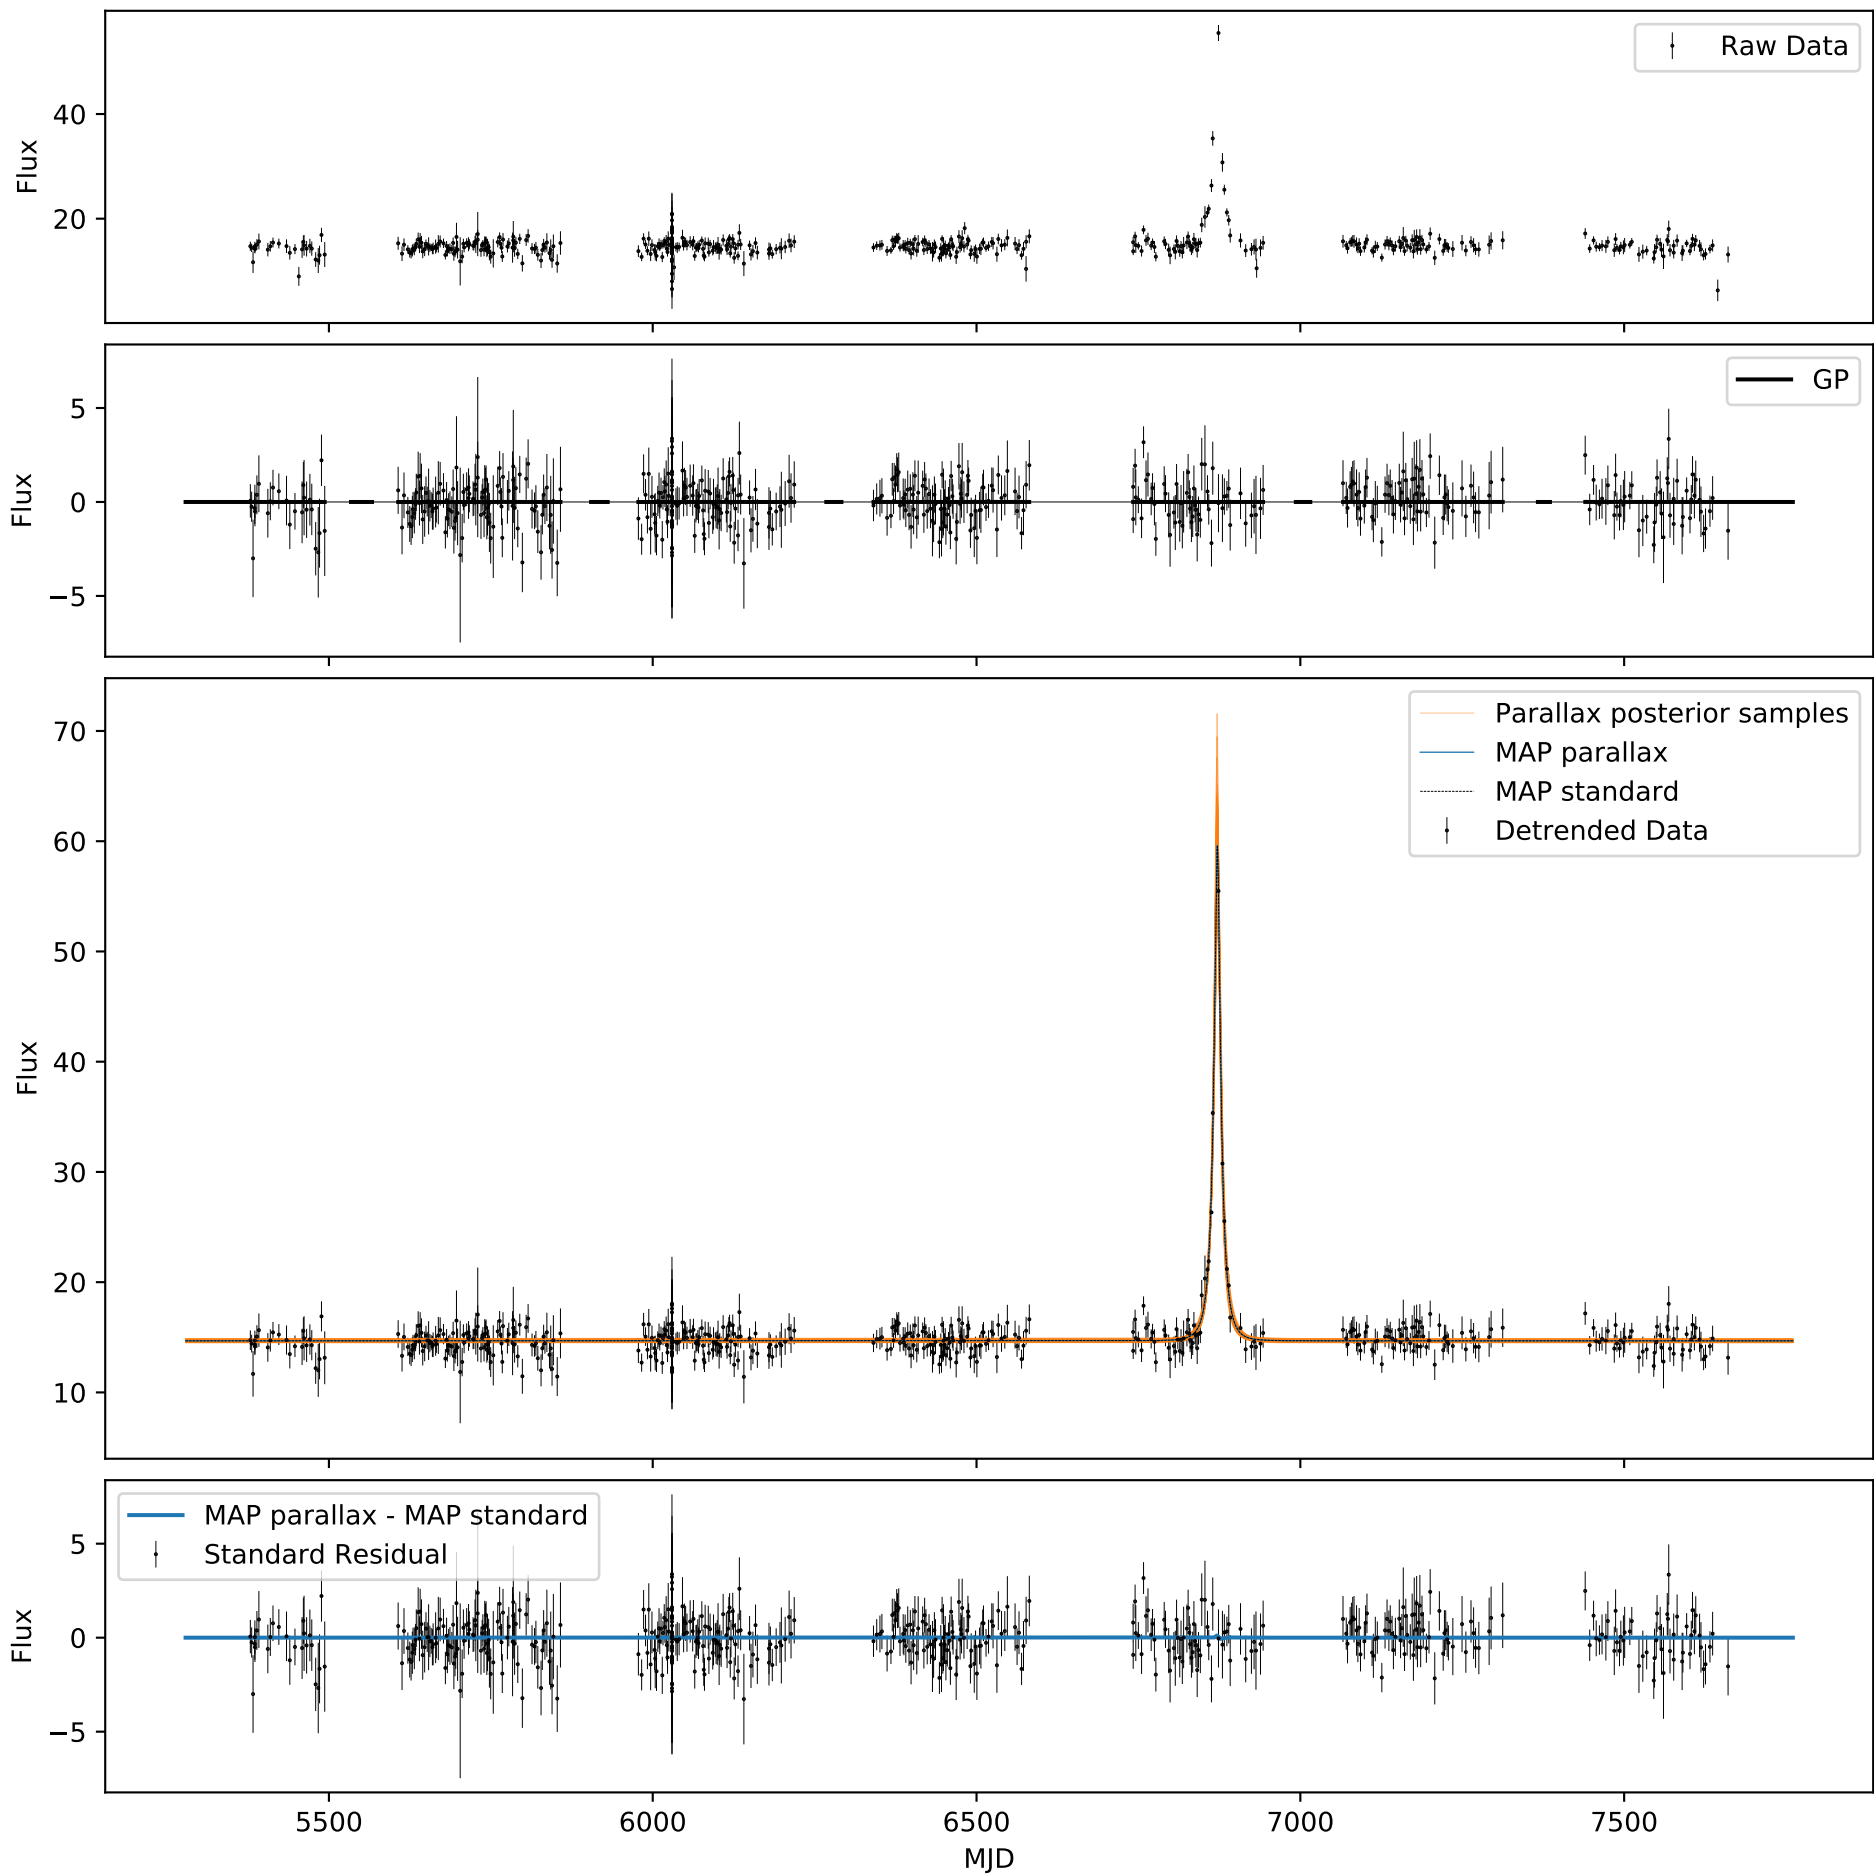 Raw Data
40
20
Flux
GP
5
0
−5
Flux
Parallax posterior samples
MAP parallax
MAP standard
Detrended Data
70
60
50
40
30
20
10
Flux
MAP parallax - MAP standard
Standard Residual
5
0
−5
Flux
5500 6000 6500 7000 7500
MJD